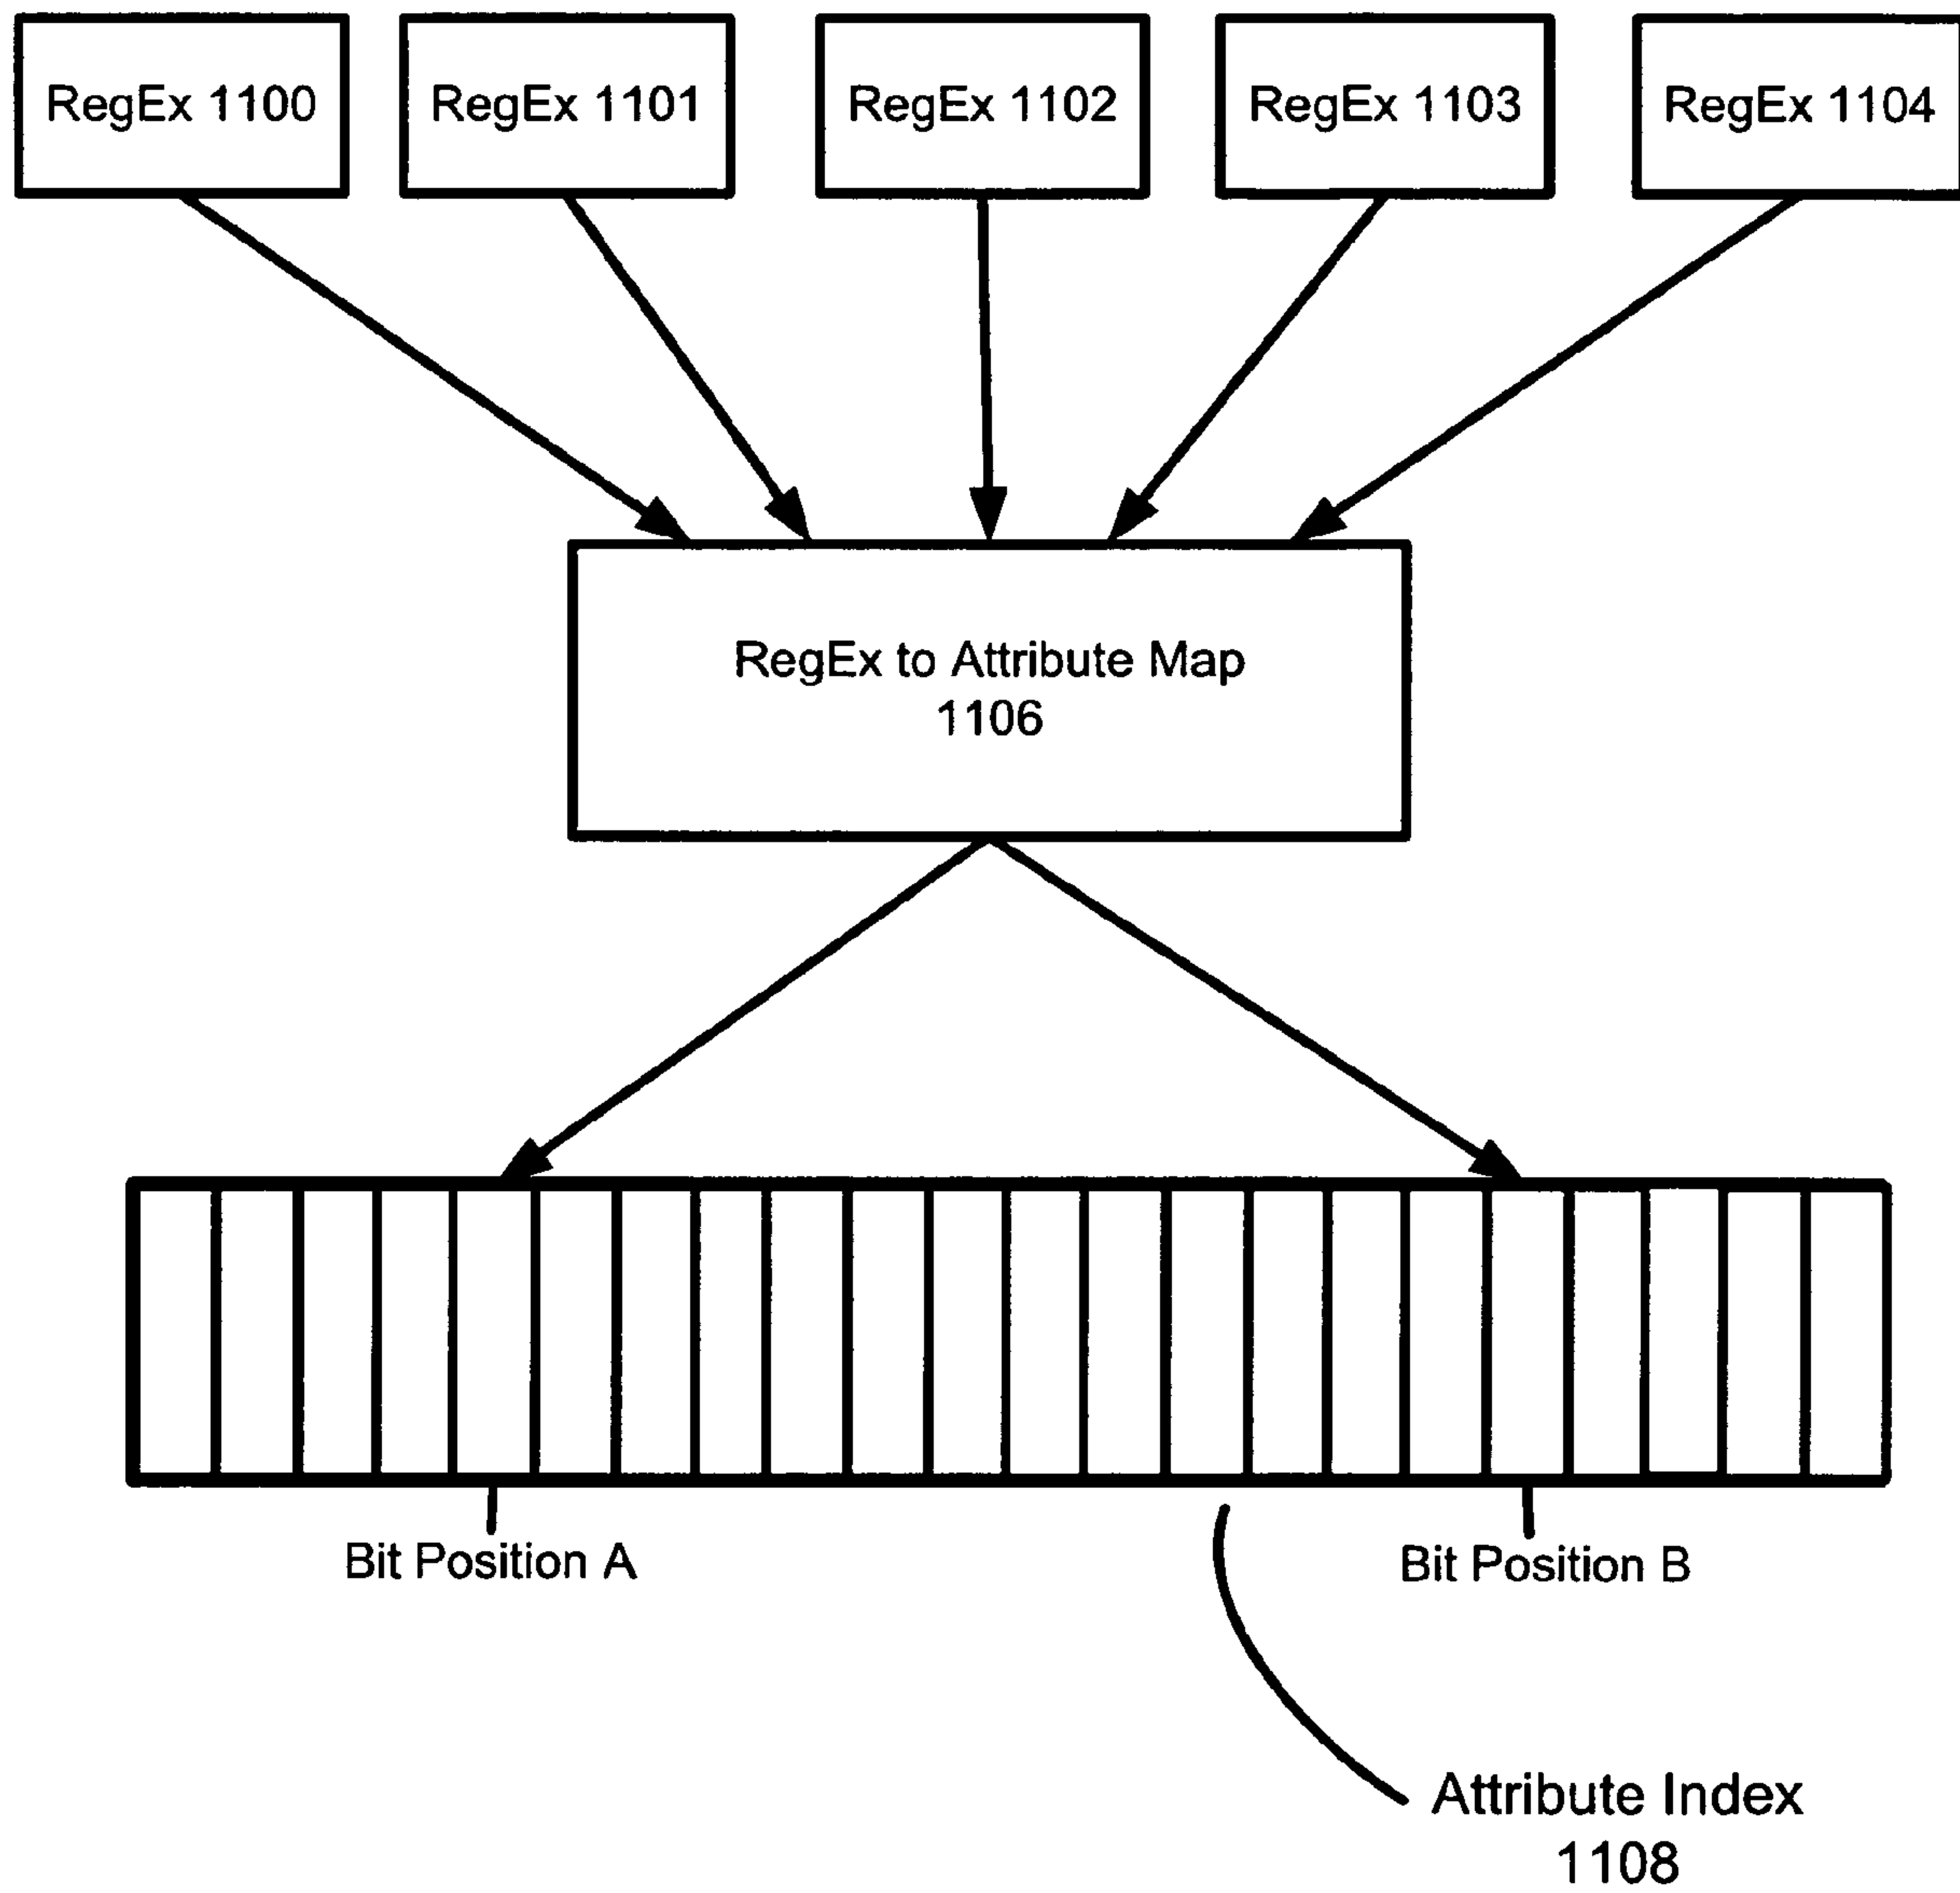 RegEx 1100
RegEx 1101
RegEx 1102
RegEx 1103
RegEx 1104
RegEx to Attribute Map
1106
Bit Position A
Bit Position B
Attribute Index
1108